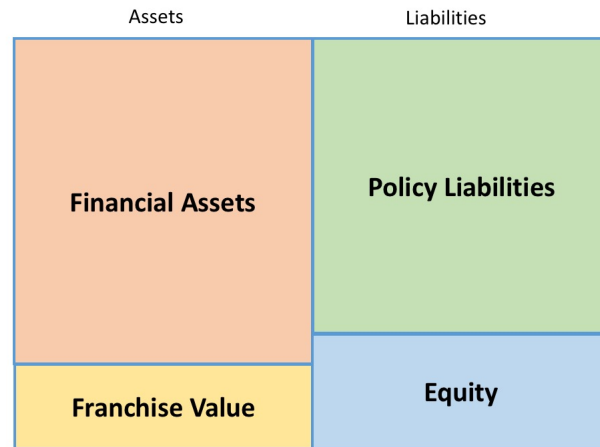 Assets
Liabilities
Financial Assets
Policy Liabilities
Franchise Value
Equity